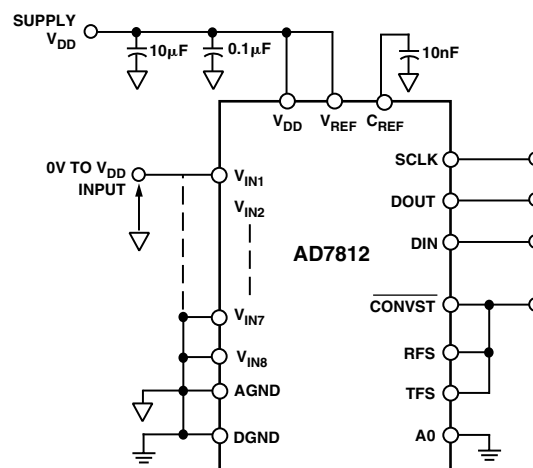 SUPPLY
VDD
10μF
0.1μF
10nF
VDD
VREF
CREF
0V TO VDD
INPUT
VIN1
VIN2
VIN7
VIN8
AGND
DGND
AD7812
SCLK
DOUT
DIN
CONVST
RFS
TFS
A0